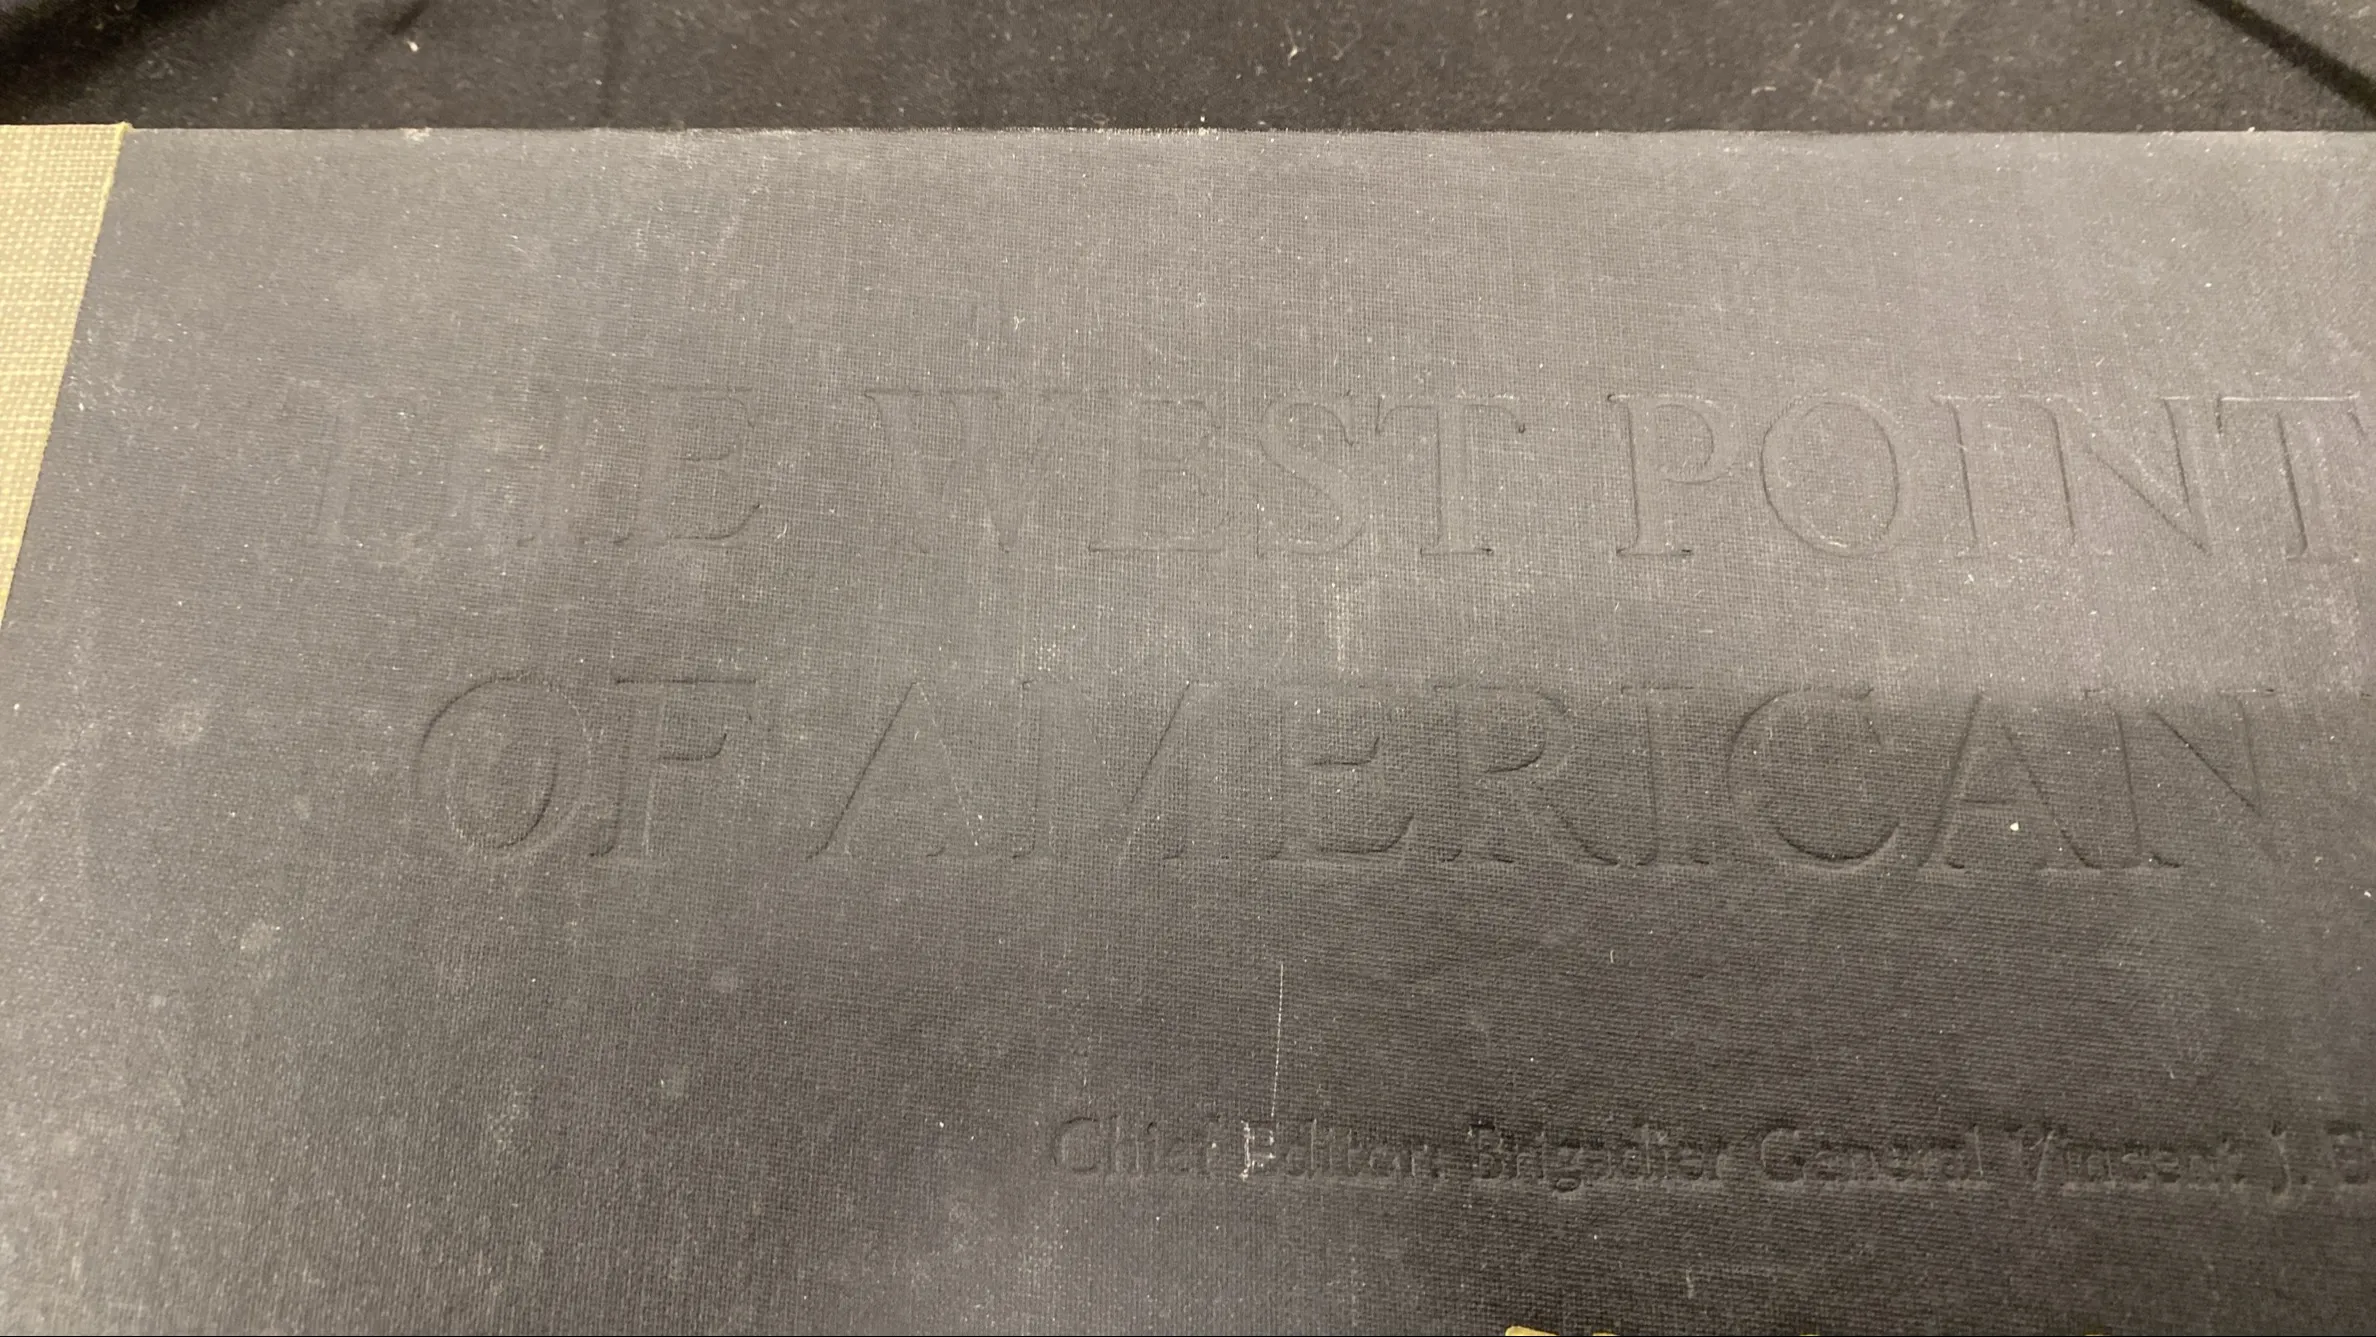 THE WEST POINT
OF AMERICAN
Chief Editor: Brigadier General Vincent J. E